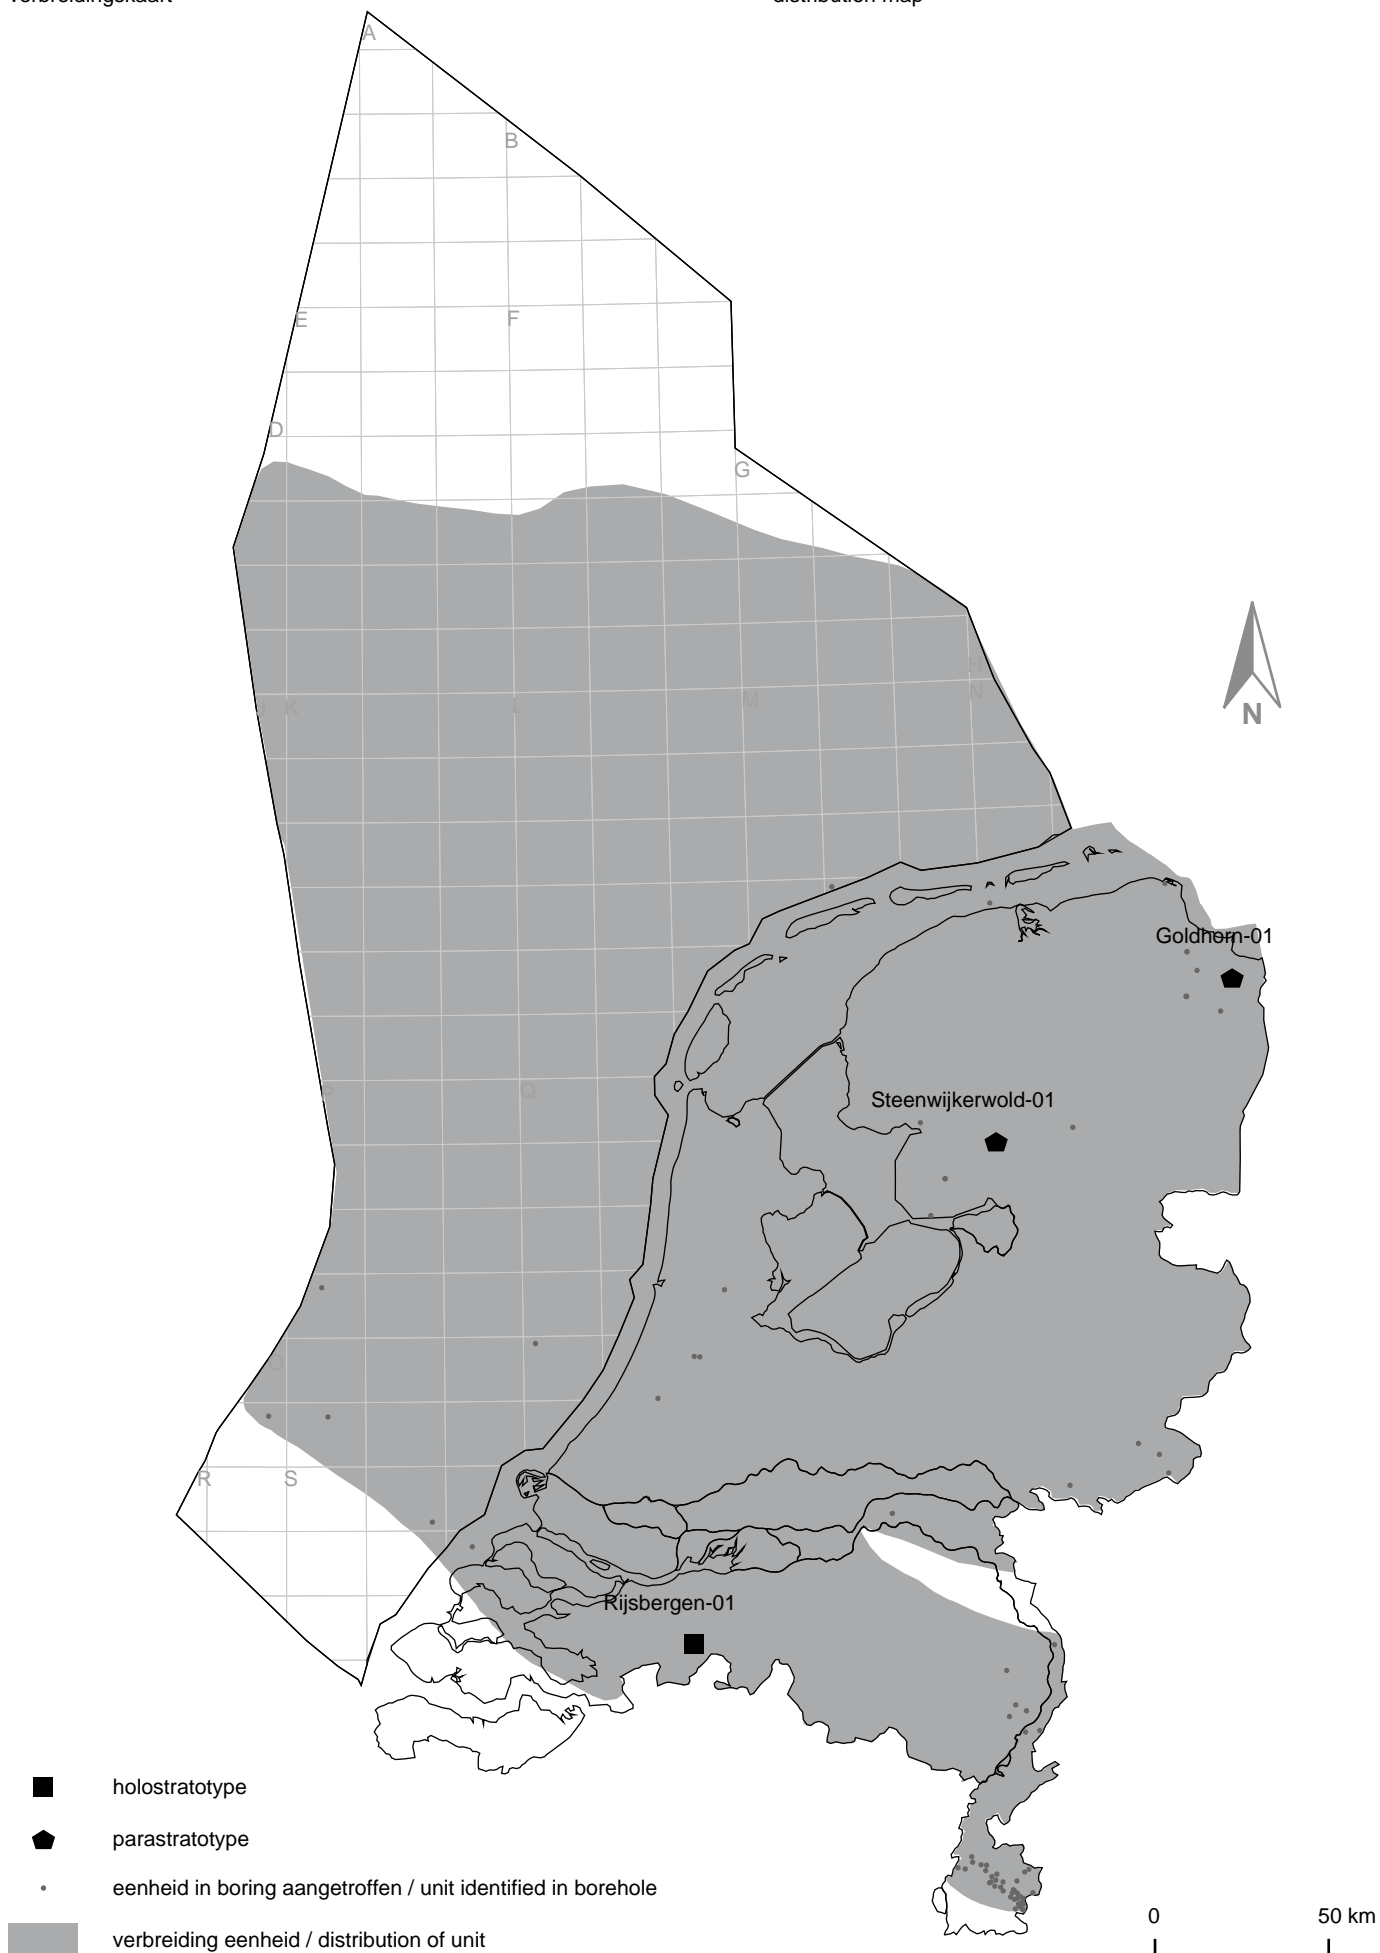 verbreidingskaart
distribution map
A
B
E
F
D
G
H
K
L
M
N
N
Goldhorn-01
P
Q
Steenwijkerwold-01
O
R
S
Rijsbergen-01
holostratotype
parastratotype
eenheid in boring aangetroffen / unit identified in borehole
0
50 km
verbreiding eenheid / distribution of unit